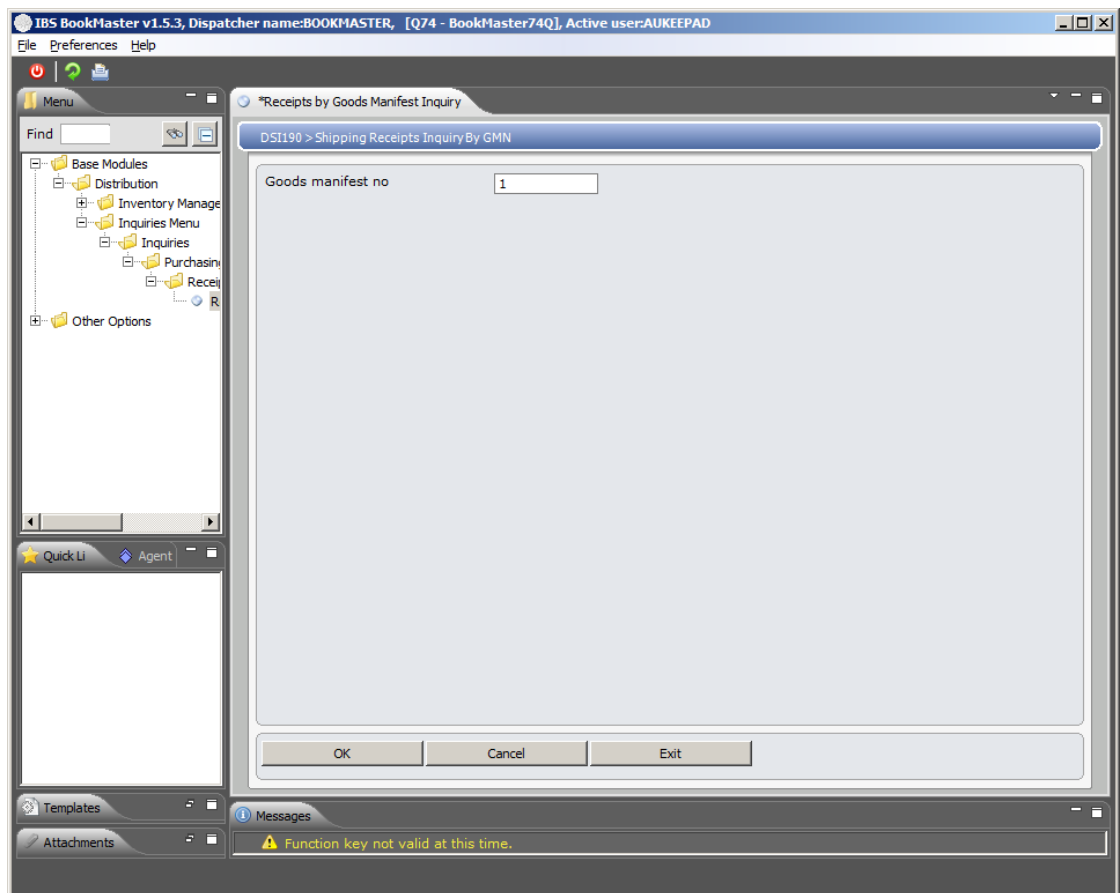 IBS BookMaster v1.5.3, Dispatcher name:BOOKMASTER, [Q74 - BookMaster74Q], Active user:AUKEEPAD
File Preferences Help
Menu
*Receipts by Goods Manifest Inquiry
Find
DSI190 > Shipping Receipts Inquiry By GMN
Base Modules
Distribution
Inventory Manage
Inquiries Menu
Inquiries
Purchasin
Receip
R
Other Options
Goods manifest no 1
Quick Li Agent
OK Cancel Exit
Templates
Attachments
Messages
Function key not valid at this time.